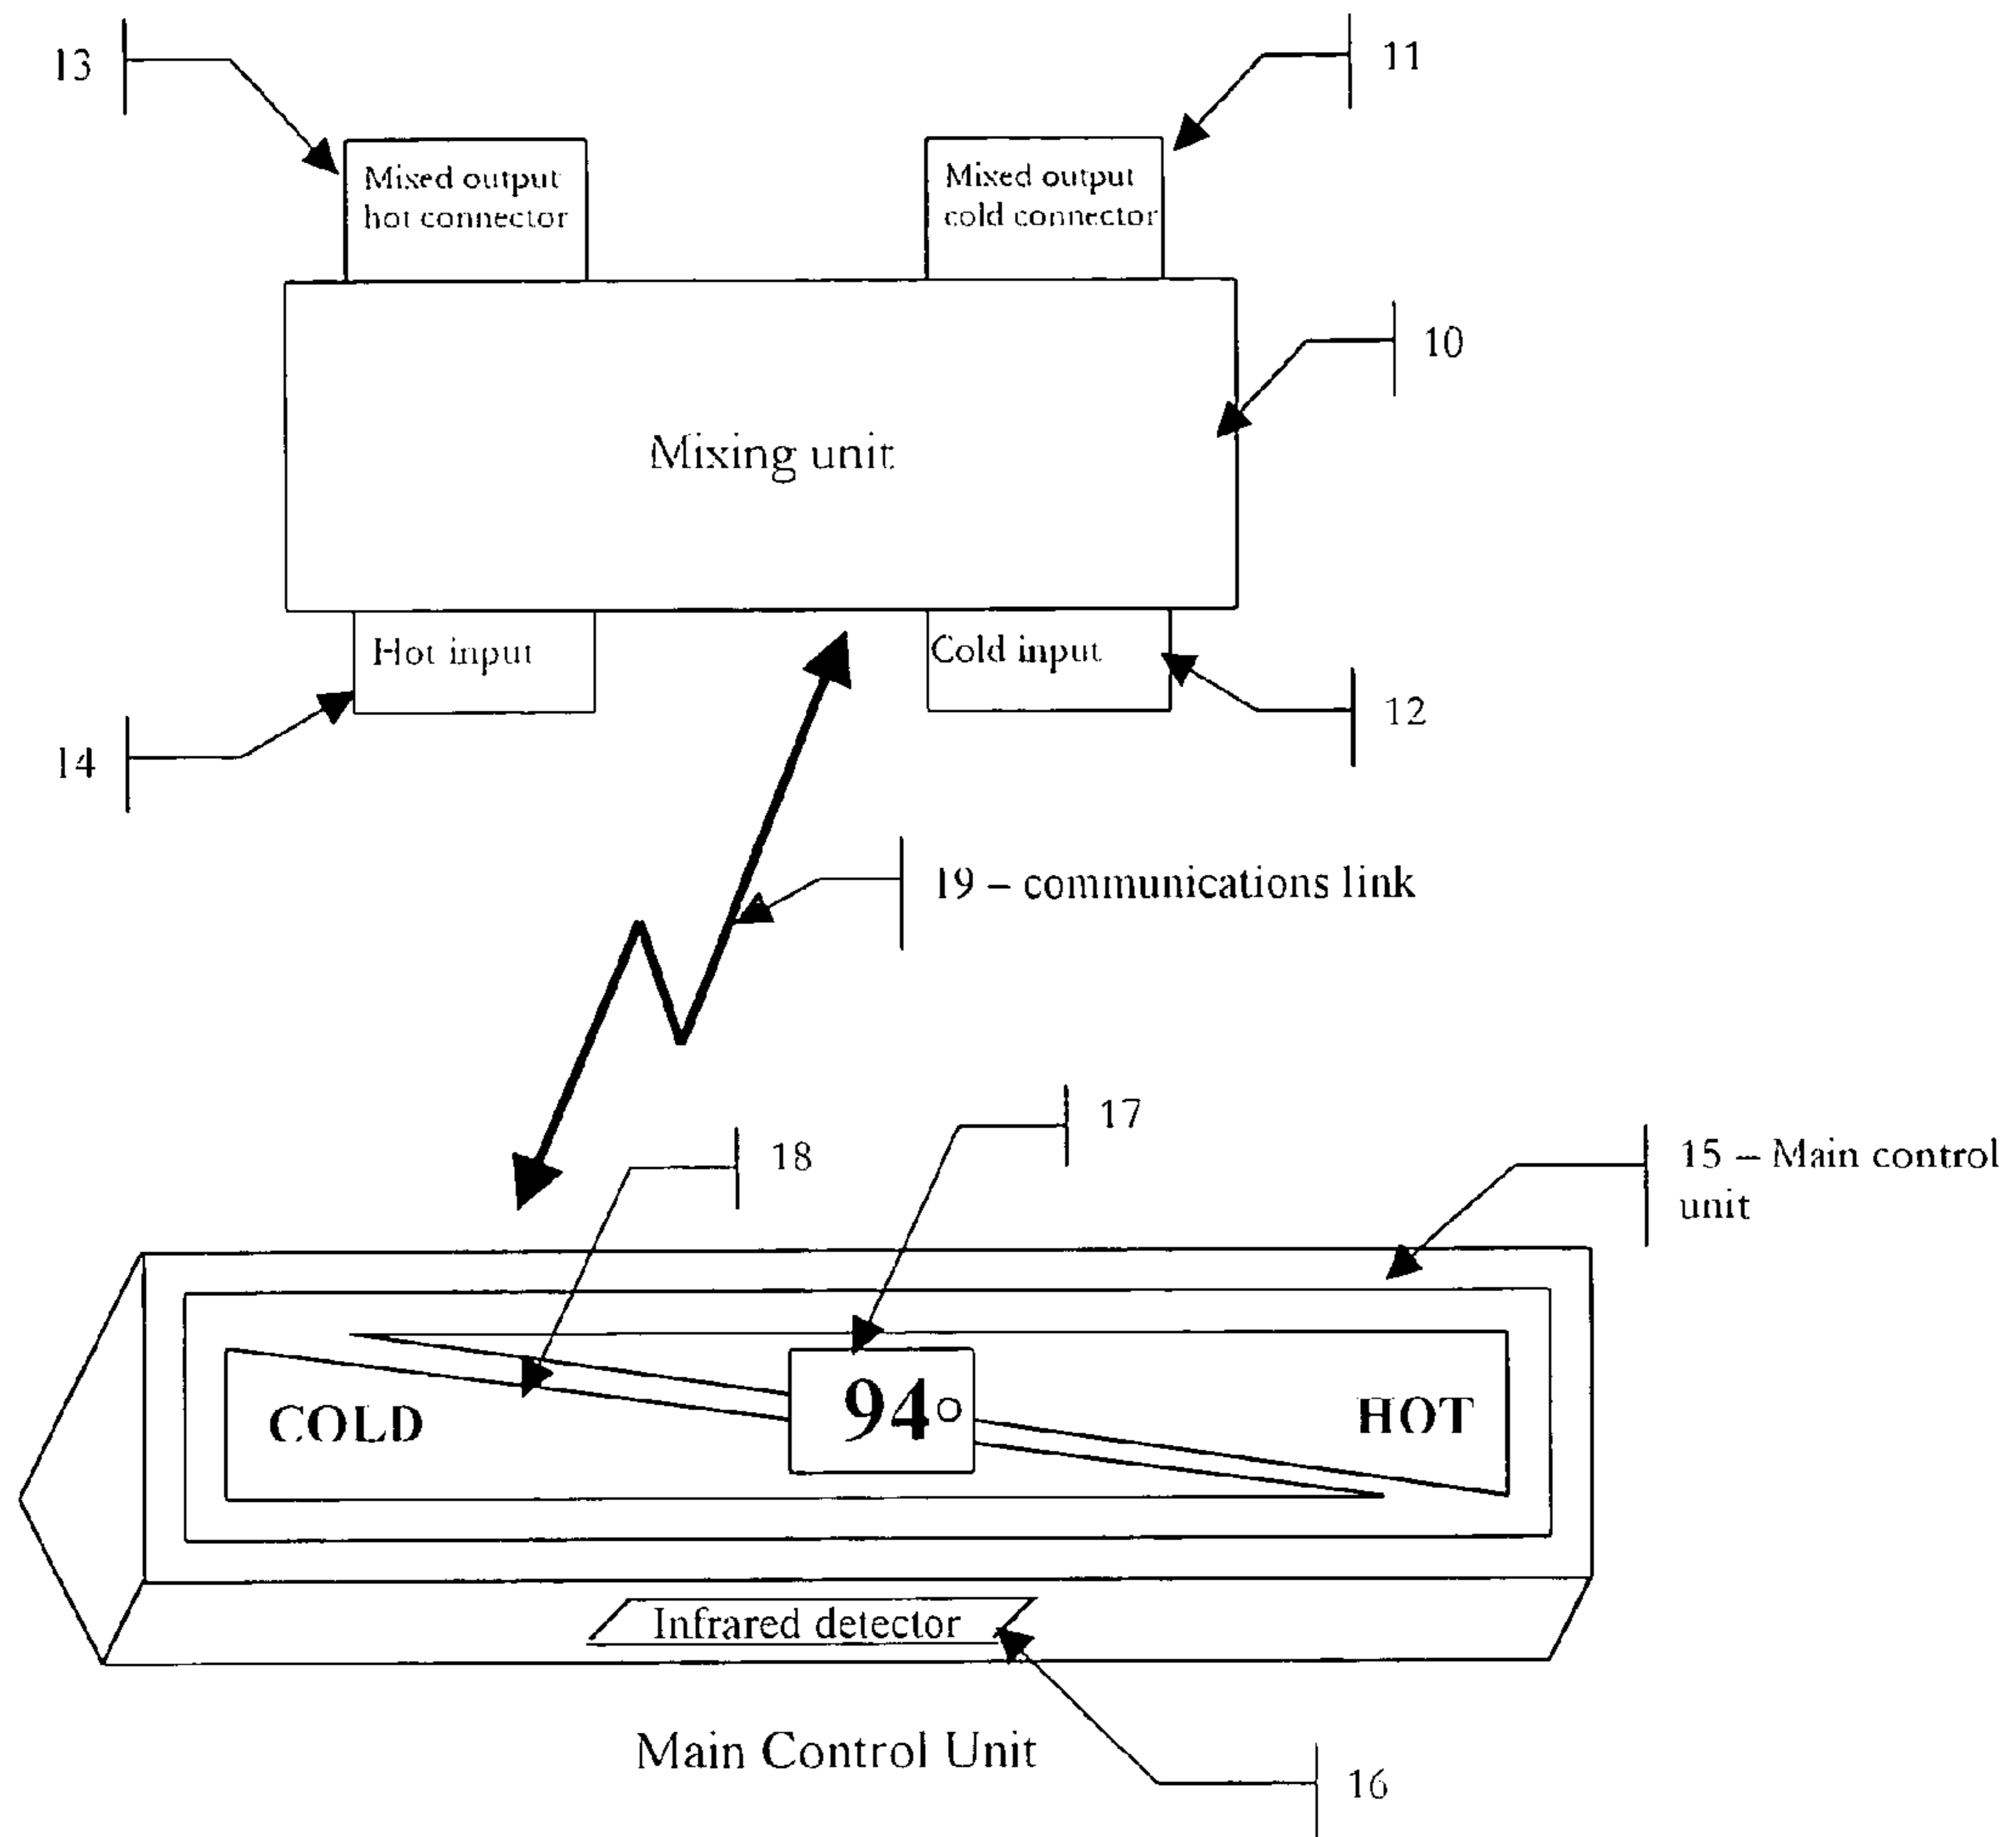 13
11
Mixed output
hot connector
Mixed output
cold connector
10
Mixing unit
Hot input
Cold input
12
14
19 – communications link
17
18
15 – Main control
unit
COLD
94°
HOT
Infrared detector
Main Control Unit
16